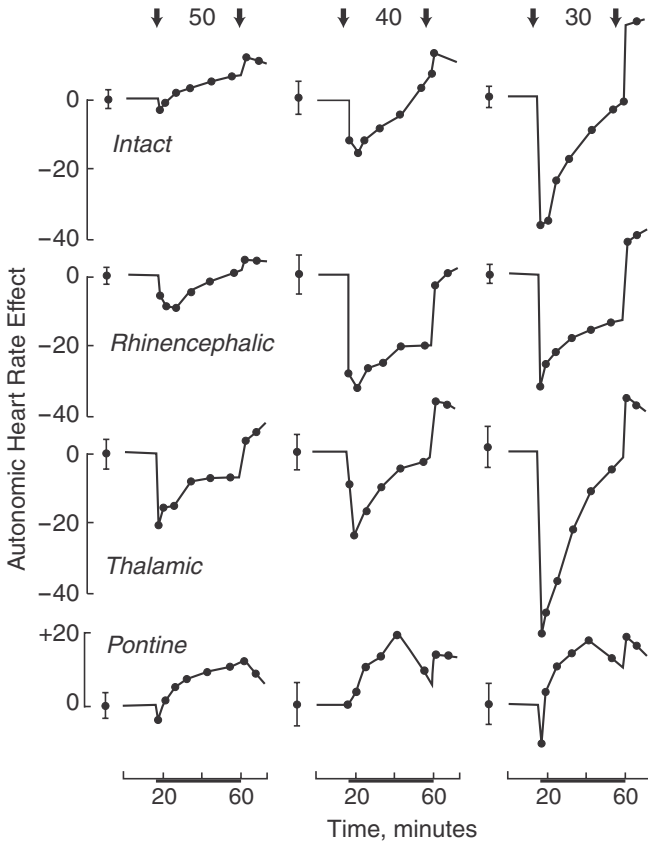 50 40 30
0
Intact
−20
−40
0
Rhinencephalic
−20
−40
0
−20
Thalamic
−40
+20
Pontine
0
Autonomic Heart Rate Effect
20 60 20 60 20 60
Time, minutes